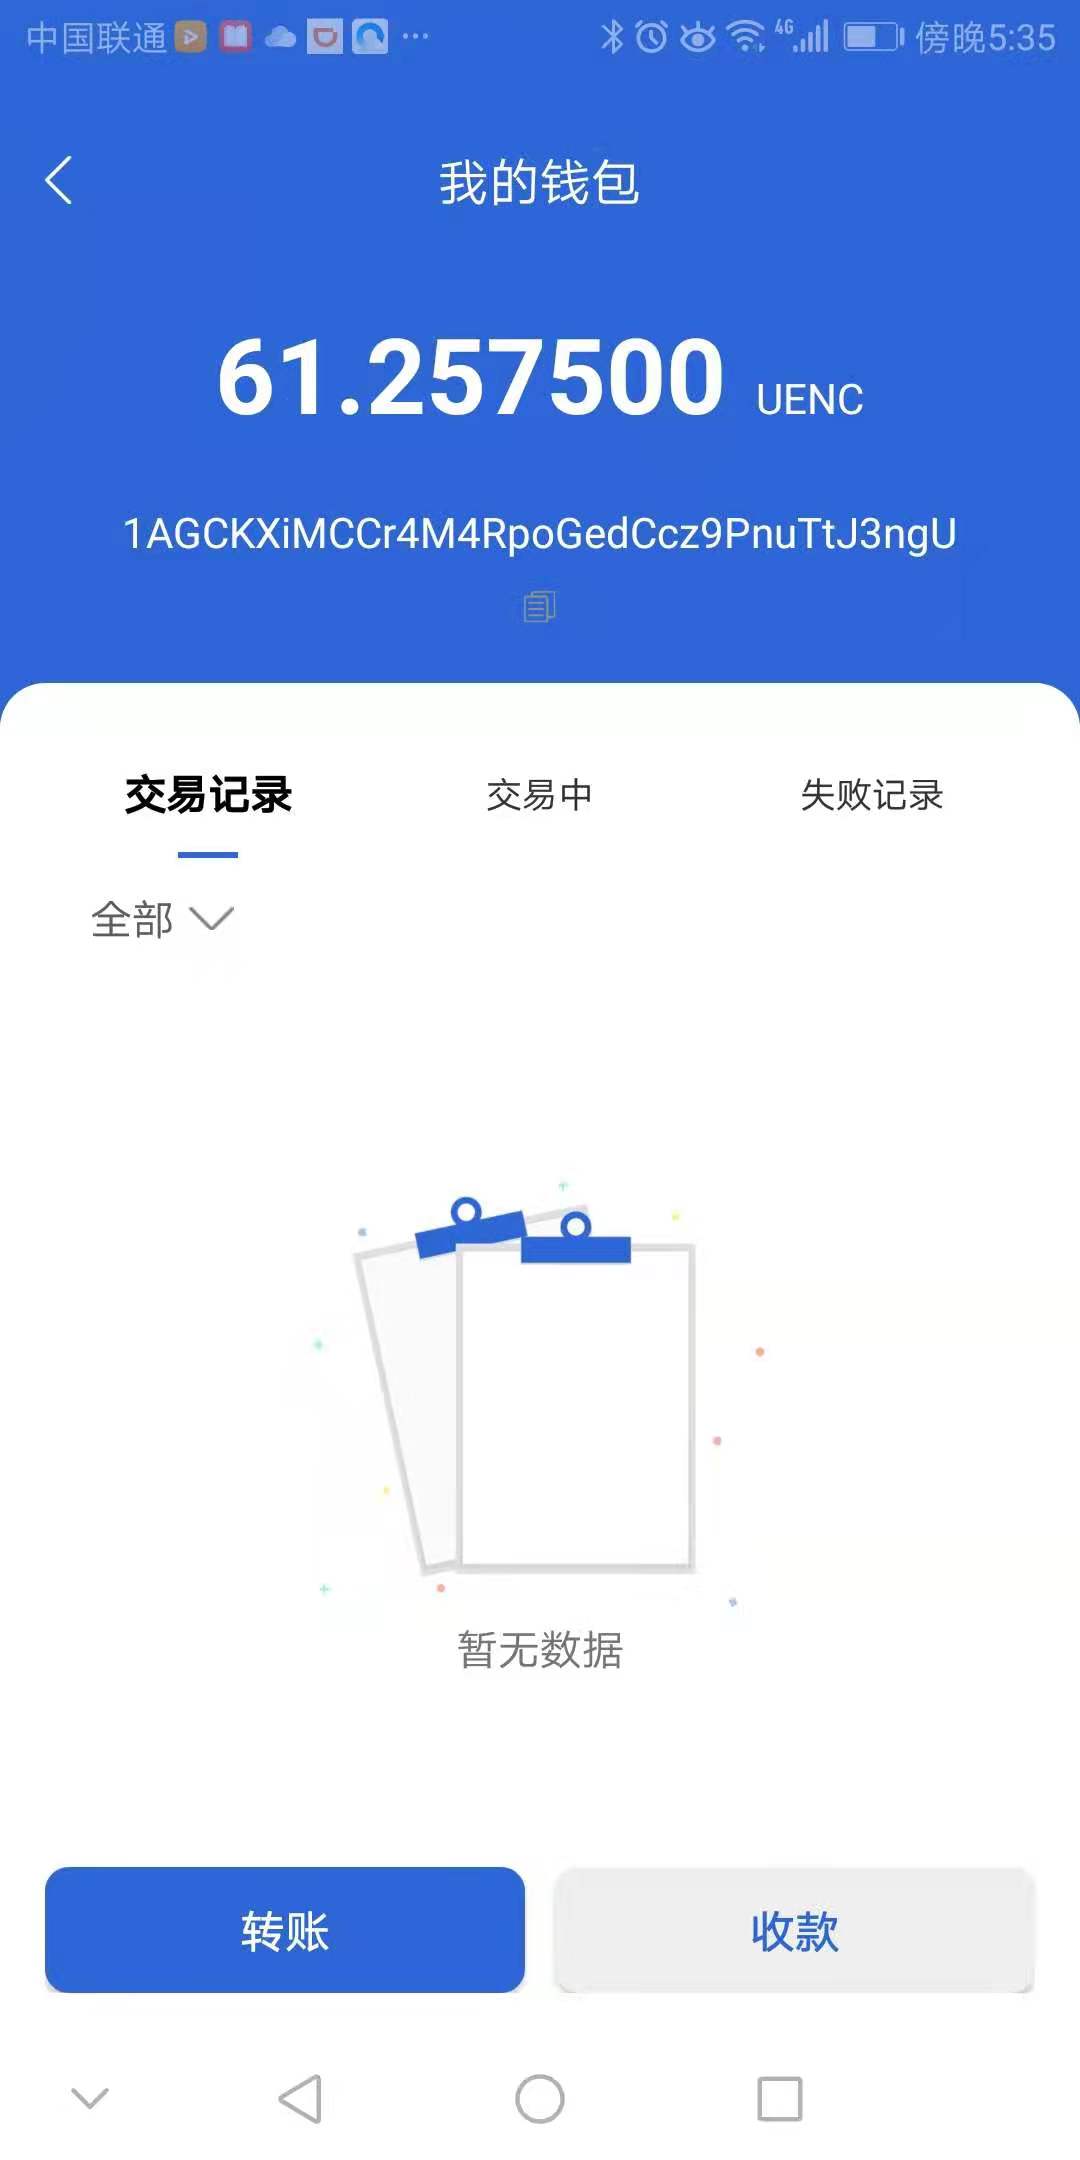 中国联通 ··· 4G 傍晚5:35
我的钱包
61.257500 UENC
1AGCKXiMCCr4M4RpoGedCcz9PnuTtJ3ngU
交易记录 交易中 失败记录
全部
暂无数据
转账 收款